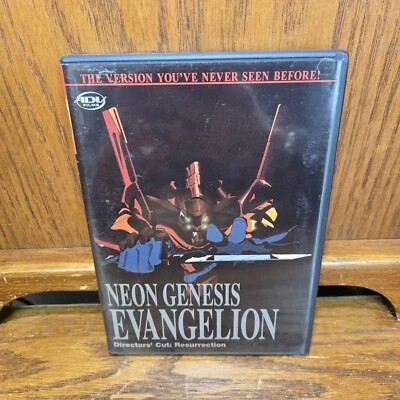 THE VERSION YOU'VE NEVER SEEN BEFORE!
ADV
FILMS
NEON GENESIS
EVANGELION
Directors' Cut: Resurrection